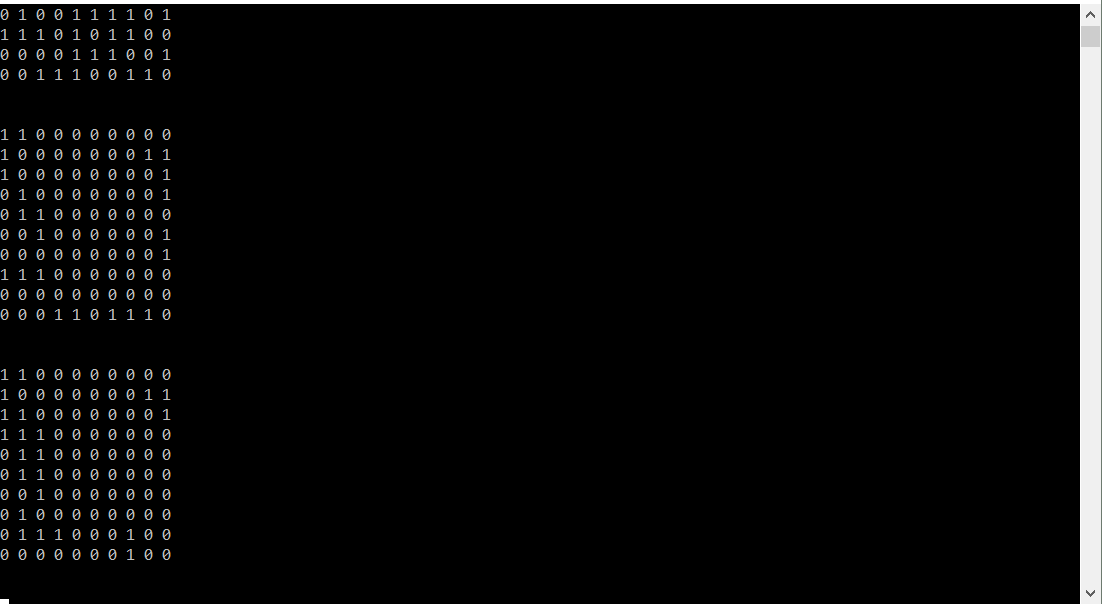 0 1 0 0 1 1 1 1 0 1
1 1 1 0 1 0 1 1 0 0
0 0 0 0 1 1 1 0 0 1
0 0 1 1 1 0 0 1 1 0
1 1 0 0 0 0 0 0 0 0
1 0 0 0 0 0 0 0 1 1
1 0 0 0 0 0 0 0 0 1
0 1 0 0 0 0 0 0 0 1
0 1 1 0 0 0 0 0 0 0
0 0 1 0 0 0 0 0 0 1
0 0 0 0 0 0 0 0 0 1
1 1 1 0 0 0 0 0 0 0
0 0 0 0 0 0 0 0 0 0
0 0 0 1 1 0 1 1 1 0
1 1 0 0 0 0 0 0 0 0
1 0 0 0 0 0 0 0 1 1
1 1 0 0 0 0 0 0 0 1
1 1 1 0 0 0 0 0 0 0
0 1 1 0 0 0 0 0 0 0
0 1 1 0 0 0 0 0 0 0
0 0 1 0 0 0 0 0 0 0
0 1 0 0 0 0 0 0 0 0
0 1 1 1 0 0 0 1 0 0
0 0 0 0 0 0 0 1 0 0